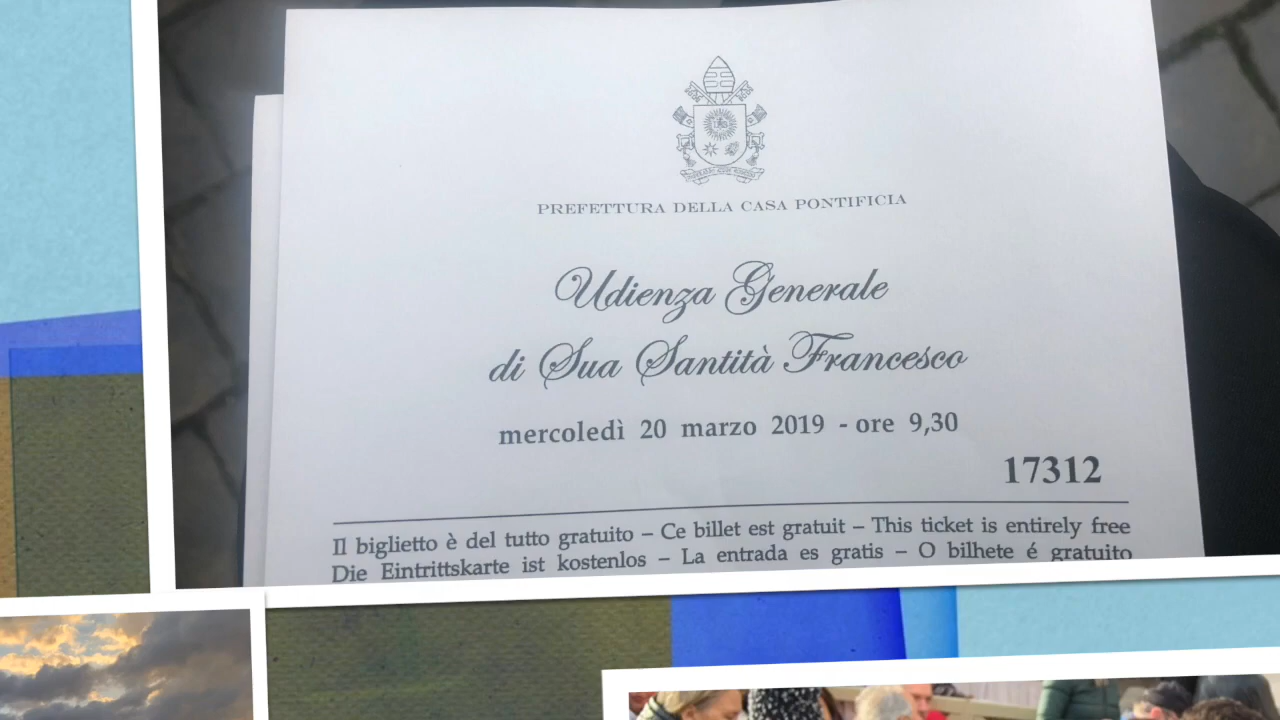 PREFETTURA DELLA CASA PONTIFICIA
Udienza Generale
di Sua Santità Francesco
mercoledì 20 marzo 2019 - ore 9,30
17312
Il biglietto è del tutto gratuito – Ce billet est gratuit – This ticket is entirely free
Die Eintrittskarte ist kostenlos – La entrada es gratis – O bilhete é gratuito